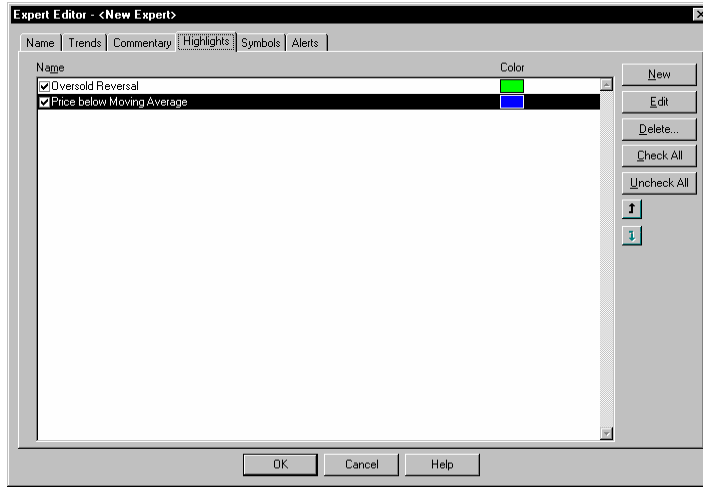 Expert Editor - <New Expert>
Name Trends Commentary Highlights Symbols Alerts
Name Color
Oversold Reversal
Price below Moving Average
New
Edit
Delete...
Check All
Uncheck All
OK Cancel Help